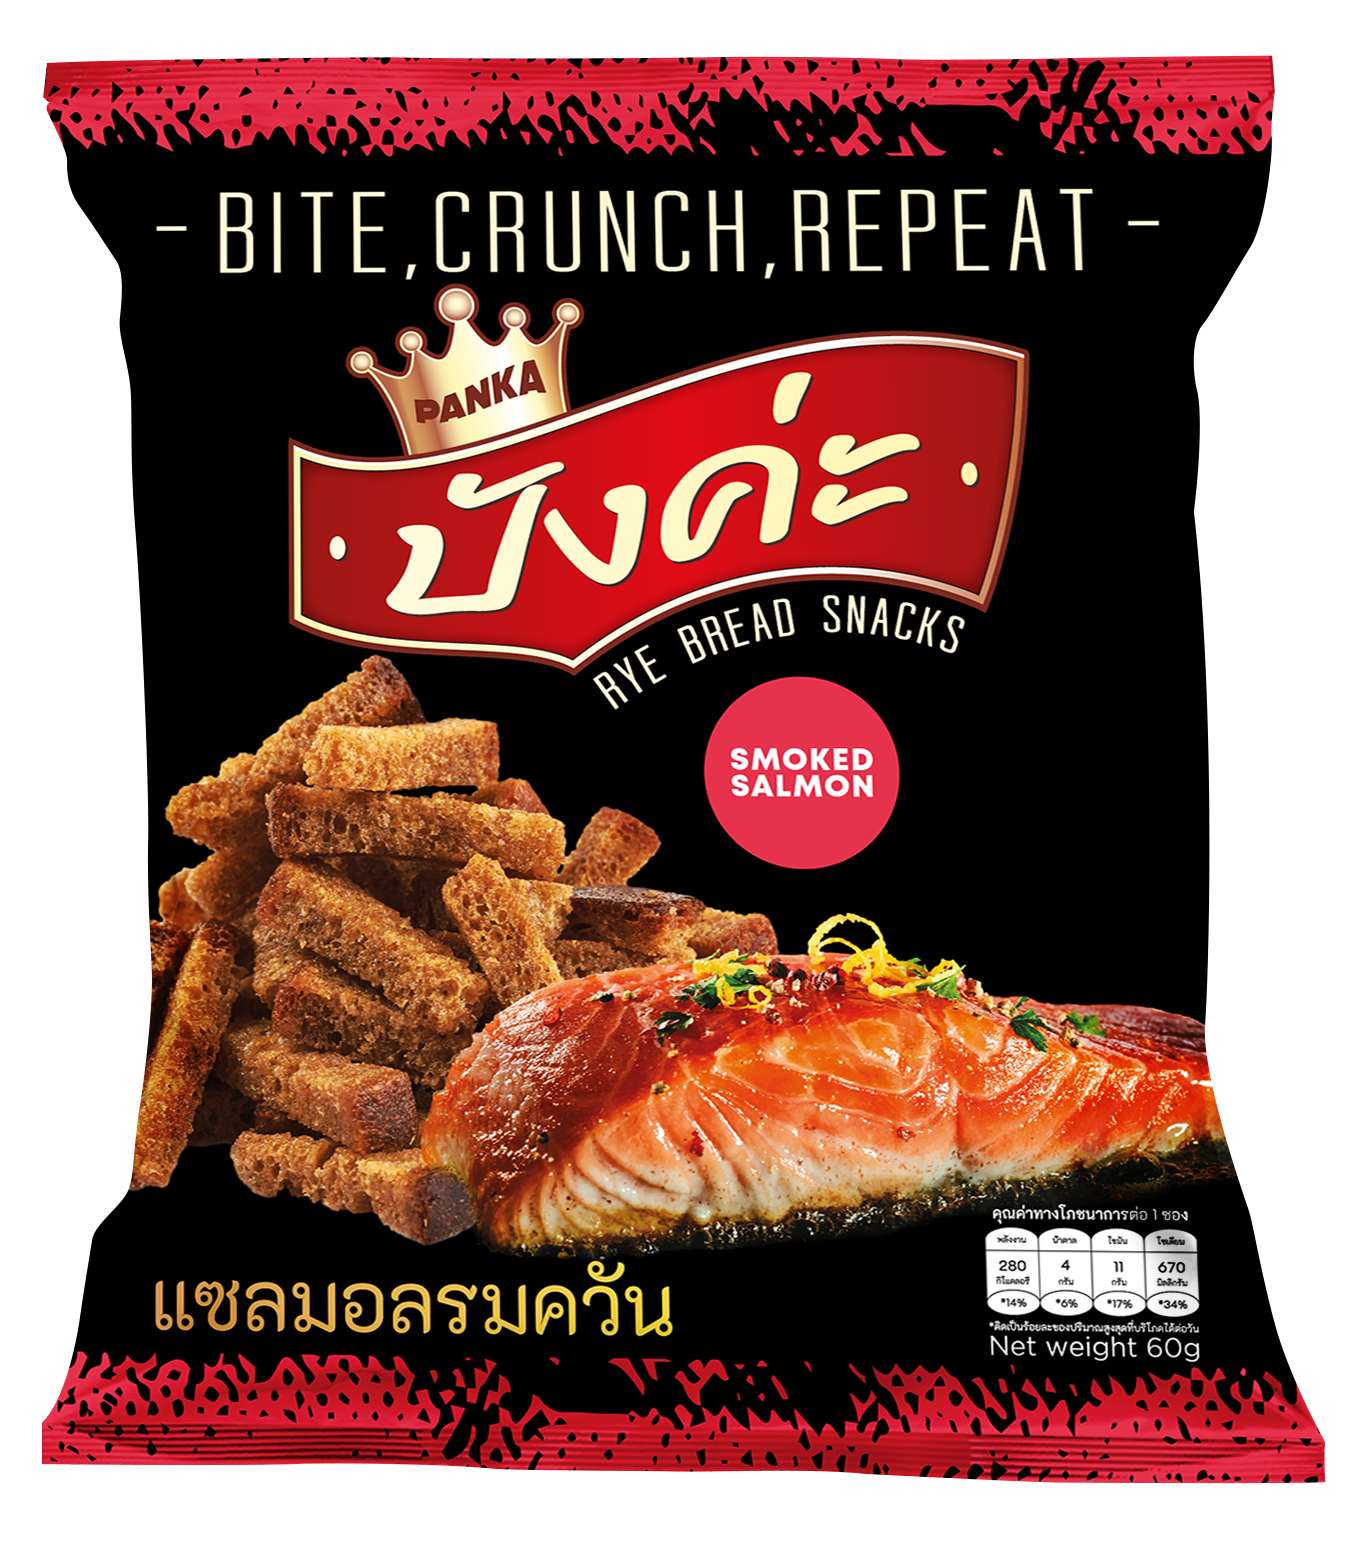 - BITE, CRUNCH, REPEAT -
PANKA
ปังค่ะ
RYE BREAD SNACKS
SMOKED
SALMON
แซลมอลรมควัน
คุณค่าทางโภชนาการต่อ 1 ซอง
พลังงาน น้ำตาล ไขมัน โซเดียม
280 4 11 670
กิโลแคลอรี กรัม กรัม มิลลิกรัม
*14% *6% *17% *34%
*คิดเป็นร้อยละของปริมาณสูงสุดที่บริโภคได้ต่อวัน
Net weight 60g